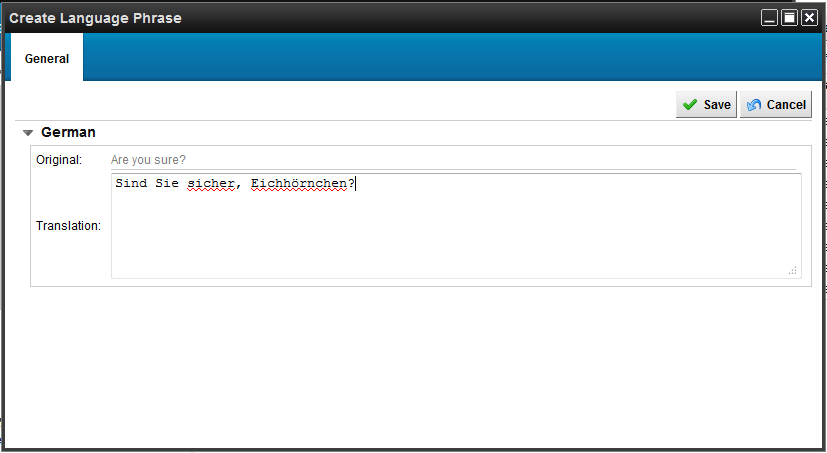 Create Language Phrase
General
Save Cancel
German
Original: Are you sure?
Sind Sie sicher, Eichhörnchen?
Translation: